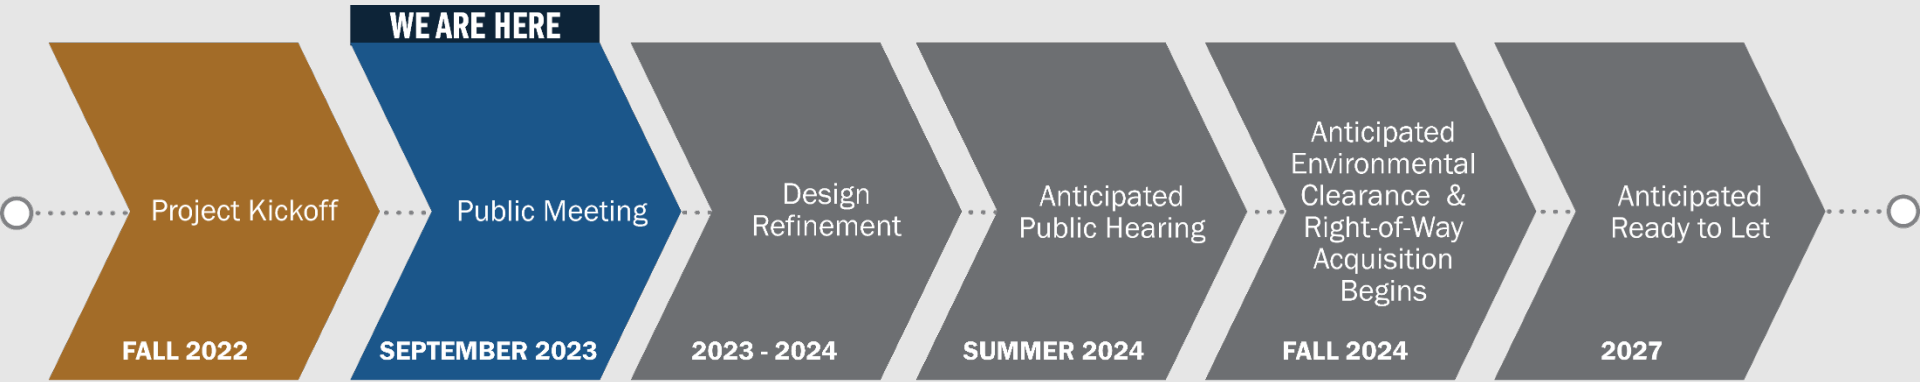 WE ARE HERE
Project Kickoff
FALL 2022
Public Meeting
SEPTEMBER 2023
Design
Refinement
2023 - 2024
Anticipated
Public Hearing
SUMMER 2024
Anticipated
Environmental
Clearance &
Right-of-Way
Acquisition
Begins
FALL 2024
Anticipated
Ready to Let
2027